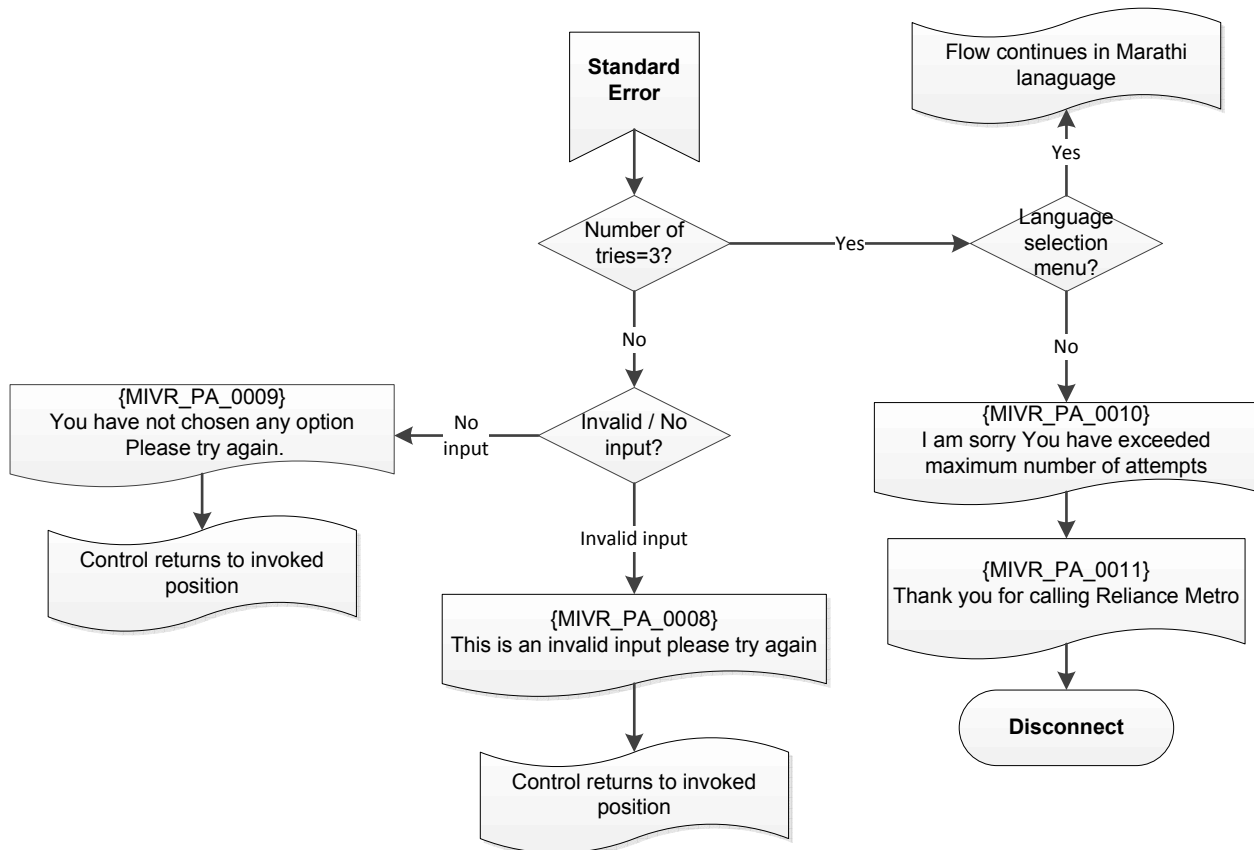 Standard
Error
Flow continues in Marathi
lanaguage
Yes
Number of
tries=3?
Yes
Language
selection
menu?
No
No
{MIVR_PA_0009}
You have not chosen any option
Please try again.
No
input
Invalid / No
input?
{MIVR_PA_0010}
I am sorry You have exceeded
maximum number of attempts
Control returns to invoked
position
Invalid input
{MIVR_PA_0011}
Thank you for calling Reliance Metro
{MIVR_PA_0008}
This is an invalid input please try again
Disconnect
Control returns to invoked
position